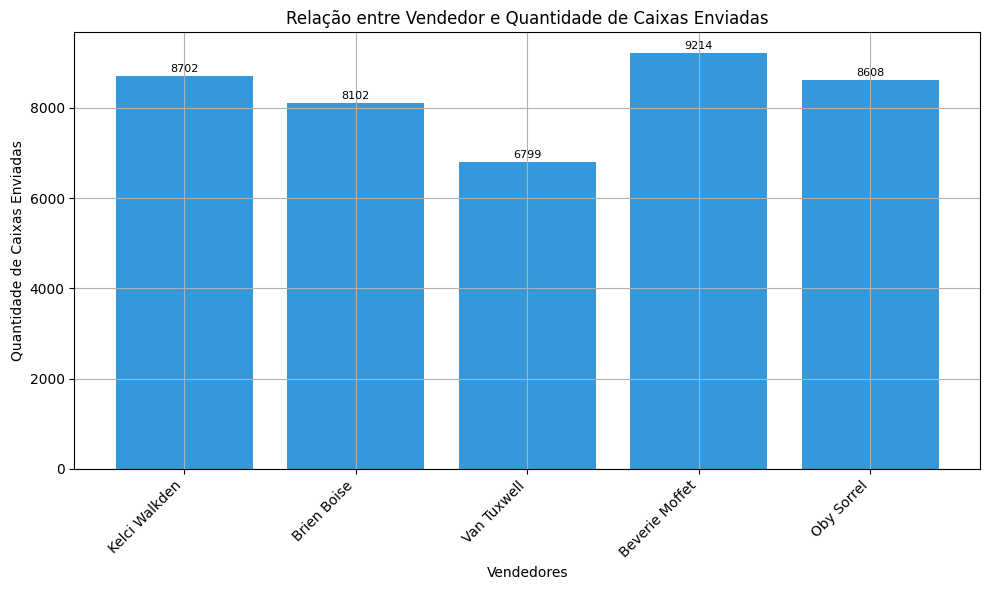 Relação entre Vendedor e Quantidade de Caixas Enviadas
9214
8702
8608
8102
6799
Quantidade de Caixas Enviadas
8000
6000
4000
2000
0
Kelci Walkden
Brien Boise
Van Tuxwell
Beverie Moffet
Oby Sorrel
Vendedores